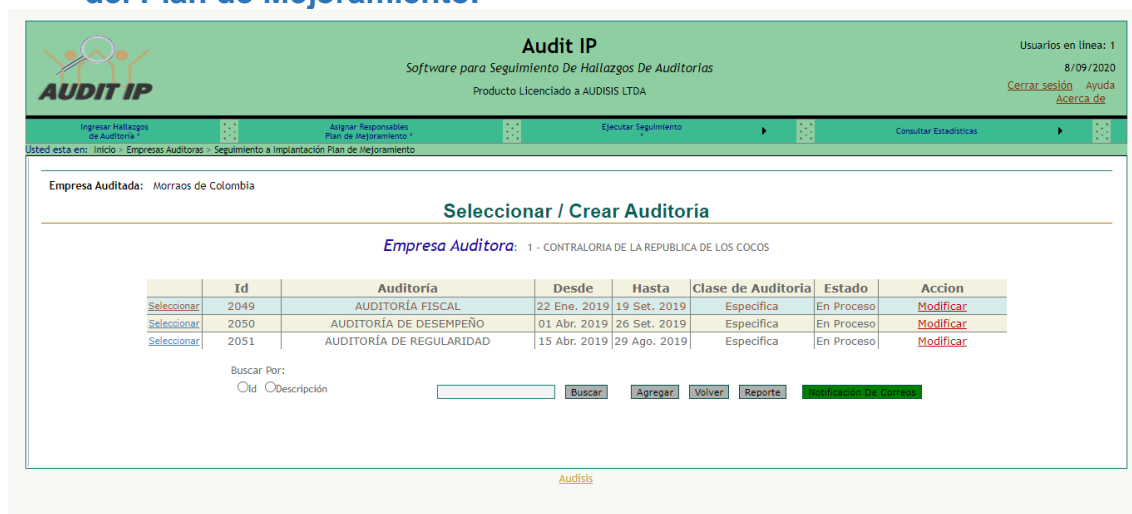 del Plan de Mejoramiento.
AUDIT IP
Audit IP
Software para Seguimiento De Hallazgos De Auditorias
Producto Licenciado a AUDISIS LTDA
Usuarios en linea: 1
8/09/2020
Cerrar sesión Ayuda
Acerca de
Ingresar Hallazgos
de Auditoría *
Asignar Responsables
Plan de Mejoramiento *
Ejecutar Seguimiento
*
Consultar Estadísticas
Usted esta en: Inicio > Empresas Auditoras > Seguimiento a Implantación Plan de Mejoramiento
Empresa Auditada: Morraos de Colombia
Seleccionar / Crear Auditoría
Empresa Auditora: 1 - CONTRALORIA DE LA REPUBLICA DE LOS COCOS
Id Auditoría Desde Hasta Clase de Auditoria Estado Accion
Seleccionar 2049 AUDITORÍA FISCAL 22 Ene. 2019 19 Set. 2019 Especifica En Proceso Modificar
Seleccionar 2050 AUDITORÍA DE DESEMPEÑO 01 Abr. 2019 26 Set. 2019 Especifica En Proceso Modificar
Seleccionar 2051 AUDITORÍA DE REGULARIDAD 15 Abr. 2019 29 Ago. 2019 Especifica En Proceso Modificar
Buscar Por:
Id Descripción Buscar Agregar Volver Reporte Notificación De Correos
Audisis